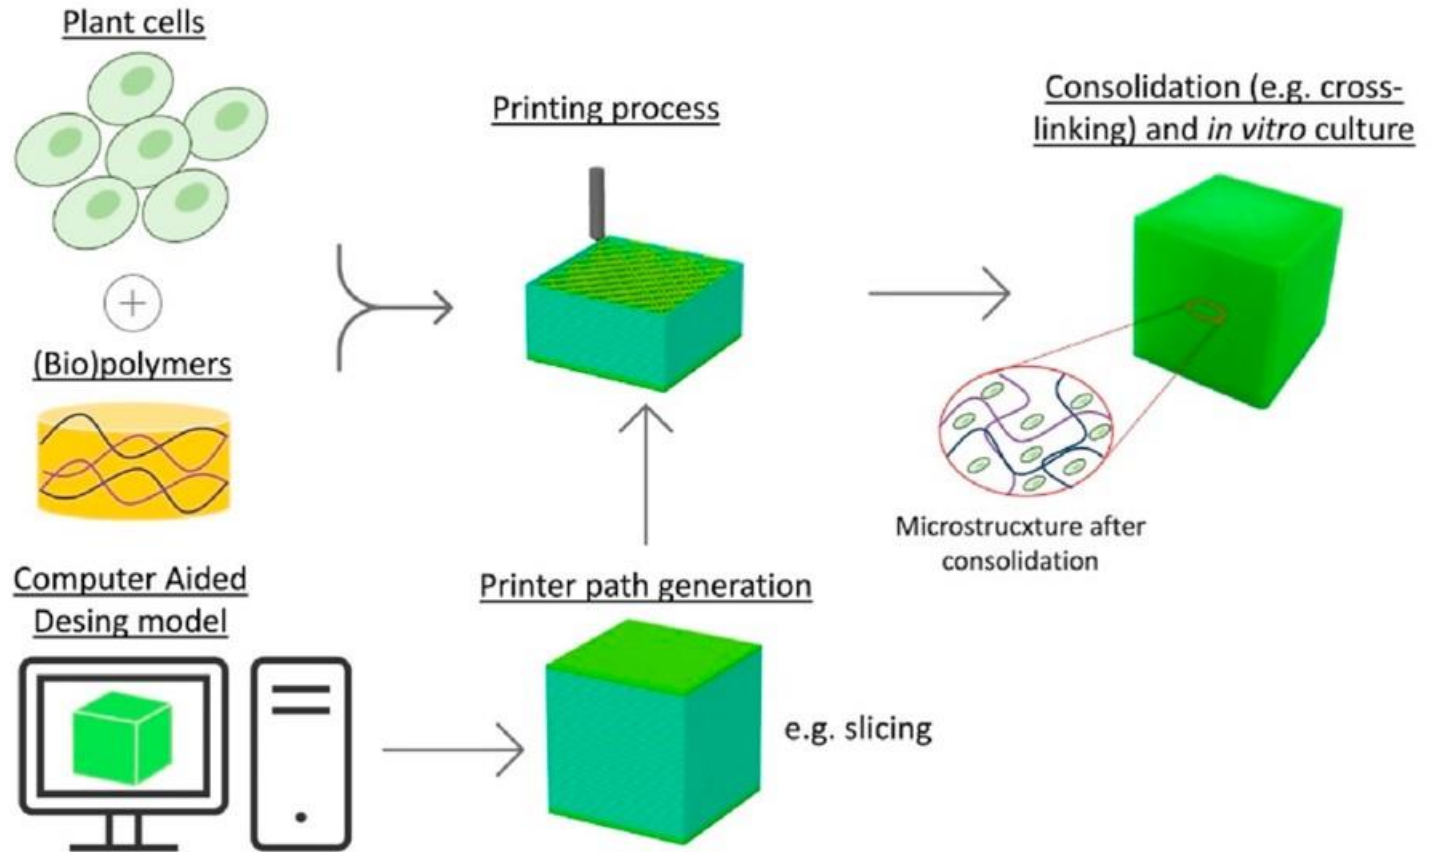 Plant cells
(Bio)polymers
Computer Aided
Desing model
Printing process
Printer path generation
e.g. slicing
Consolidation (e.g. cross-
linking) and in vitro culture
Microstrucxture after
consolidation